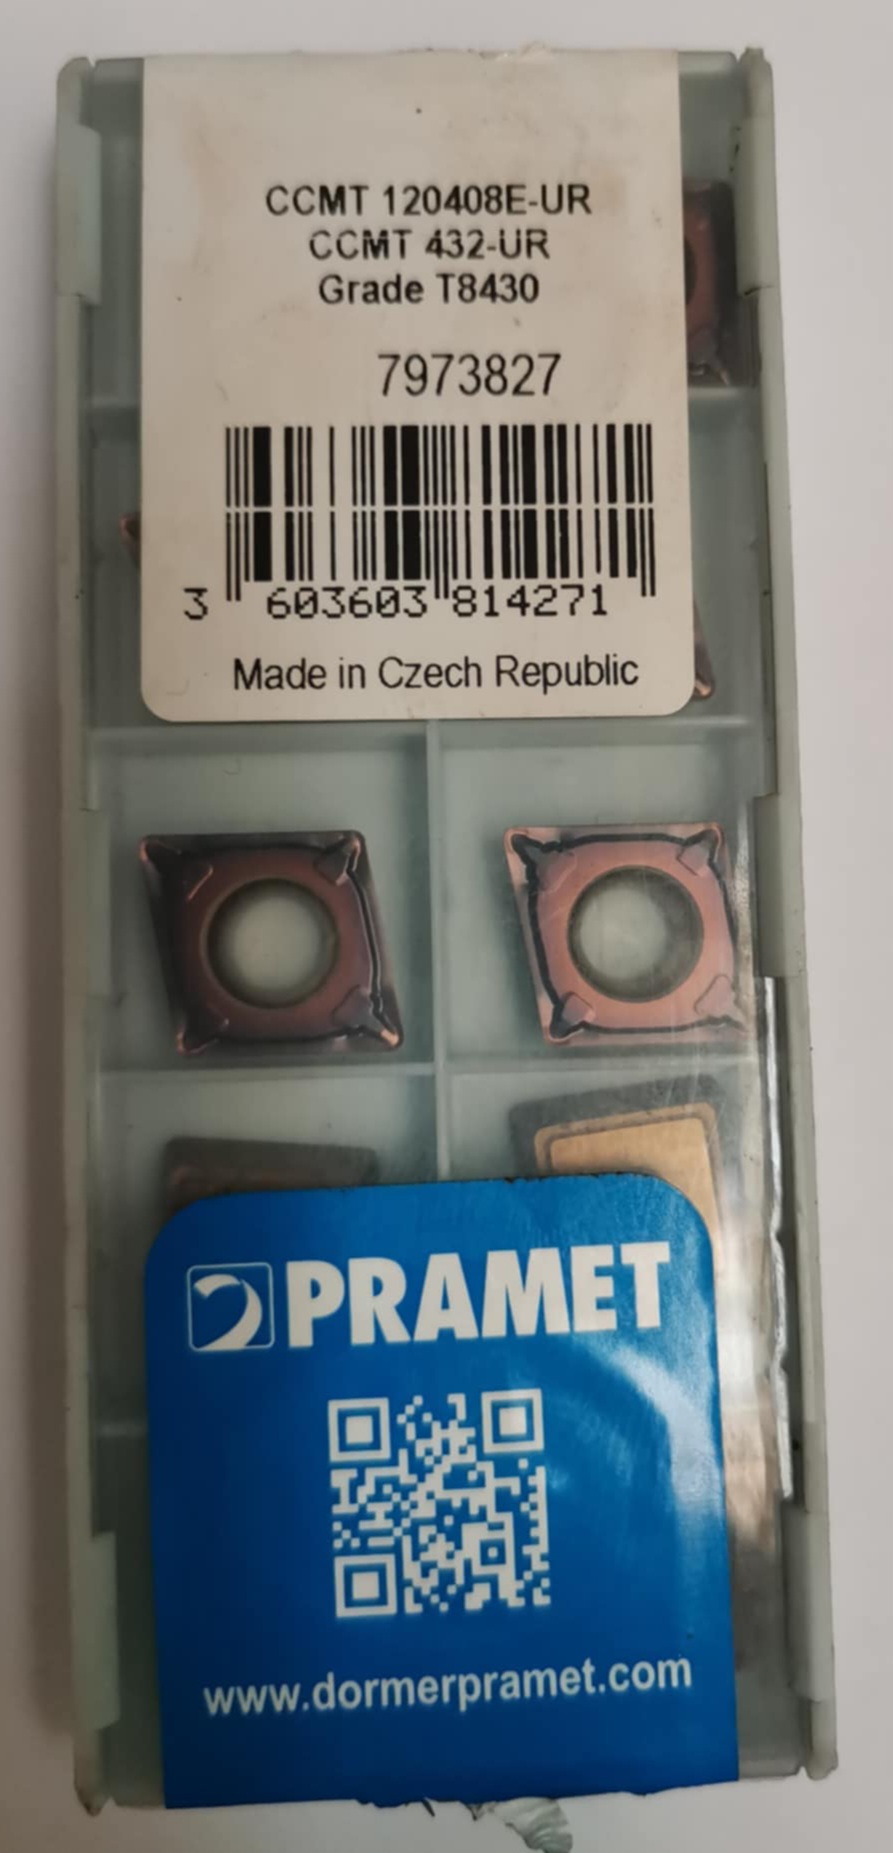 CCMT 120408E-UR
CCMT 432-UR
Grade T8430
7973827
3 603603 814271
Made in Czech Republic
PRAMET
www.dormerpramet.com